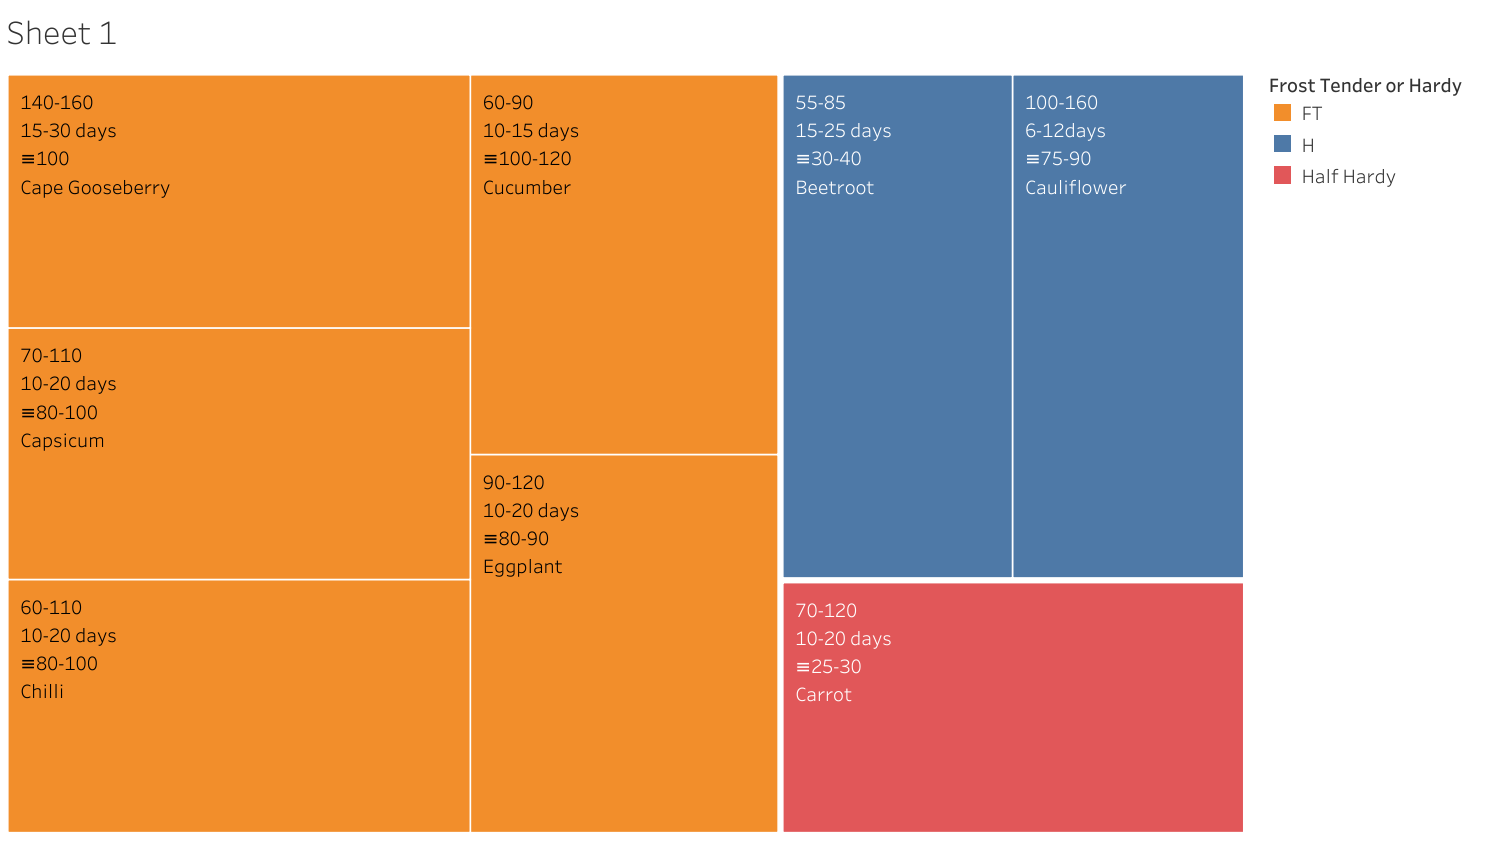 Sheet 1
140-160
15-30 days
≡100
Cape Gooseberry
70-110
10-20 days
≡80-100
Capsicum
60-110
10-20 days
≡80-100
Chilli
60-90
10-15 days
≡100-120
Cucumber
90-120
10-20 days
≡80-90
Eggplant
55-85
15-25 days
≡30-40
Beetroot
100-160
6-12days
≡75-90
Cauliflower
70-120
10-20 days
≡25-30
Carrot
Frost Tender or Hardy
FT
H
Half Hardy